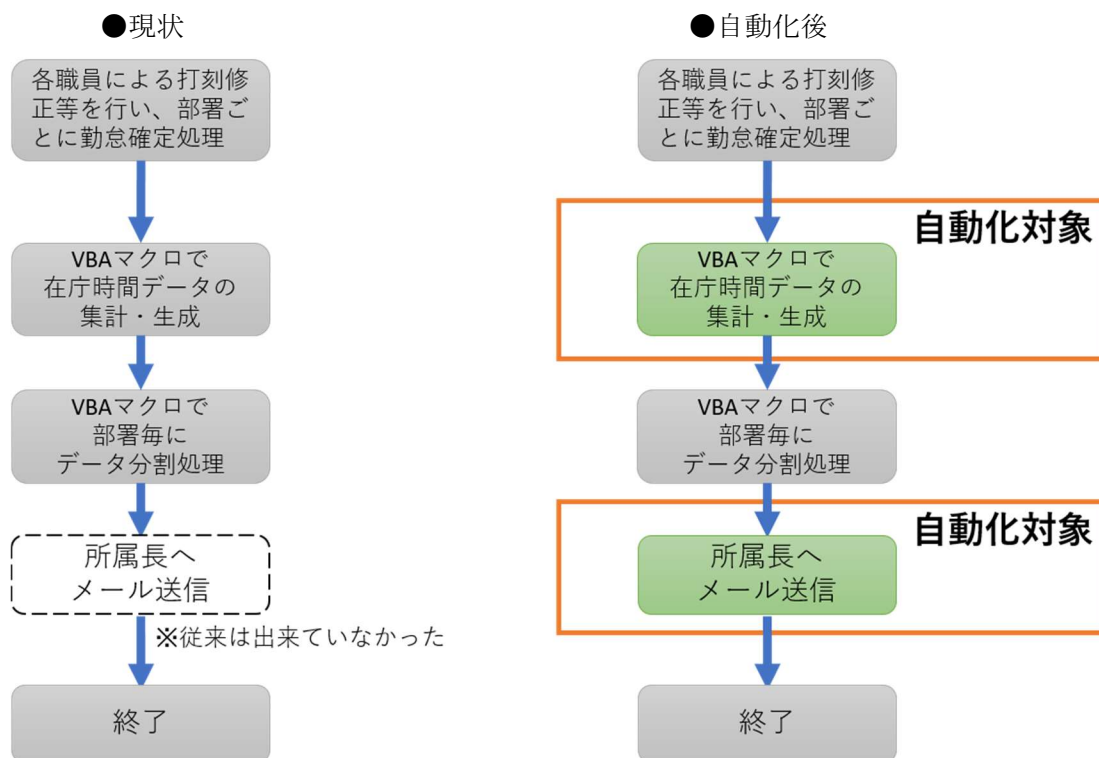 ●現状
各職員による打刻修
正等を行い、部署ご
とに勤怠確定処理
VBAマクロで
在庁時間データの
集計・生成
VBAマクロで
部署毎に
データ分割処理
所属長へ
メール送信
※従来は出来ていなかった
終了
●自動化後
各職員による打刻修
正等を行い、部署ご
とに勤怠確定処理
自動化対象
VBAマクロで
在庁時間データの
集計・生成
VBAマクロで
部署毎に
データ分割処理
自動化対象
所属長へ
メール送信
終了